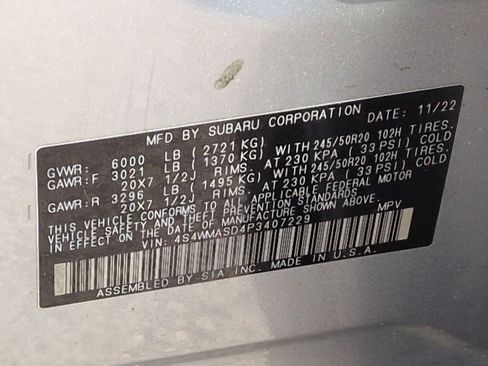 MFD BY SUBARU CORPORATION DATE: 11/22
GVWR: 6000 LB ( 2721 KG)
GAWR: F 3021 LB ( 1370 KG) WITH 245/50R20 102H TIRES.
20X7 1/2J RIMS. AT 230 KPA ( 33 PSI) COLD
GAWR: R 3296 LB ( 1495 KG) WITH 245/50R20 102H TIRES.
20X7 1/2J RIMS. AT 230 KPA ( 33 PSI) COLD
THIS VEHICLE CONFORMS TO ALL APPLICABLE FEDERAL MOTOR
VEHICLE SAFETY AND THEFT PREVENTION STANDARDS
IN EFFECT ON THE DATE OF MANUFACTURE SHOWN ABOVE.
VIN: 4S4WMASD4P3407229 MPV
ASSEMBLED BY SIA, INC. MADE IN U.S.A.